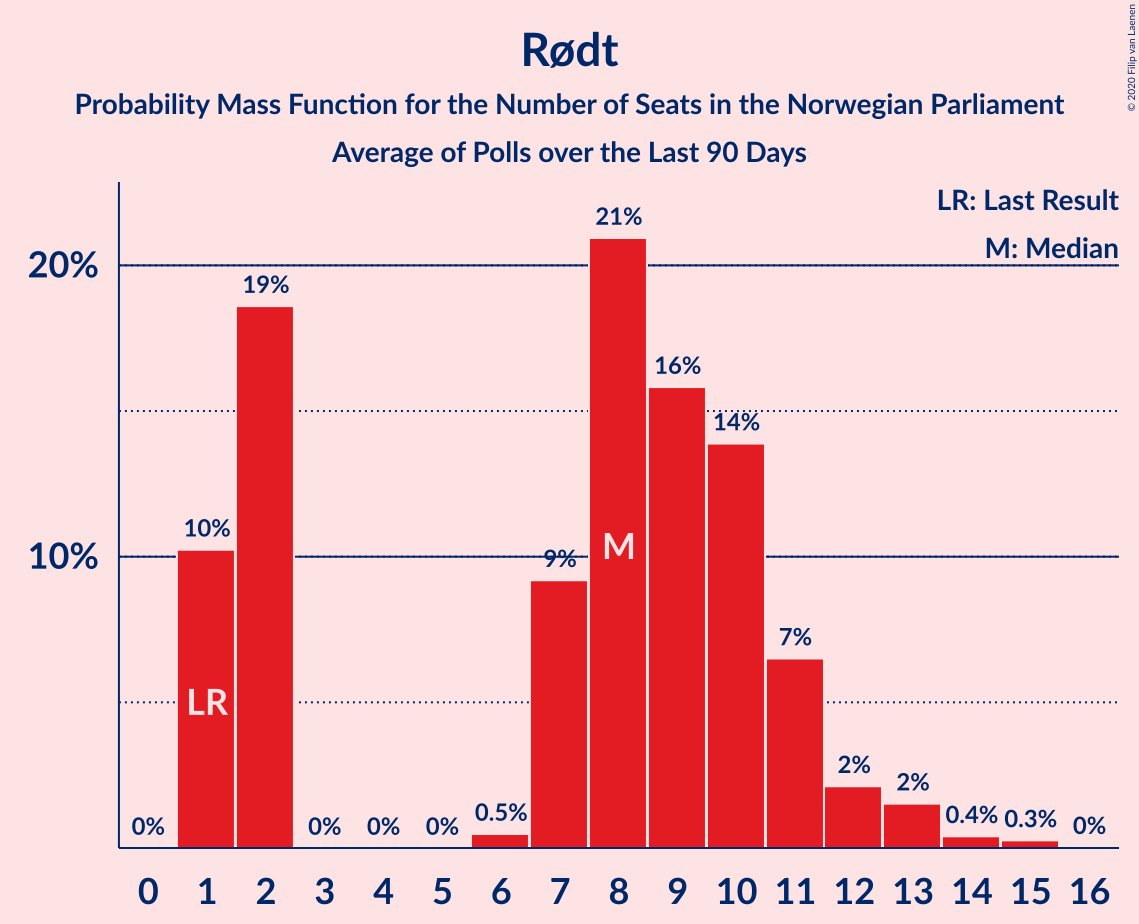 Rødt
Probability Mass Function for the Number of Seats in the Norwegian Parliament
Average of Polls over the Last 90 Days
© 2020 Filip van Laenen
LR: Last Result
M: Median
20%
10%
0%
10%
19%
0%
0%
0%
0.5%
9%
21%
16%
14%
7%
2%
2%
0.4%
0.3%
0%
LR
M
0 1 2 3 4 5 6 7 8 9 10 11 12 13 14 15 16